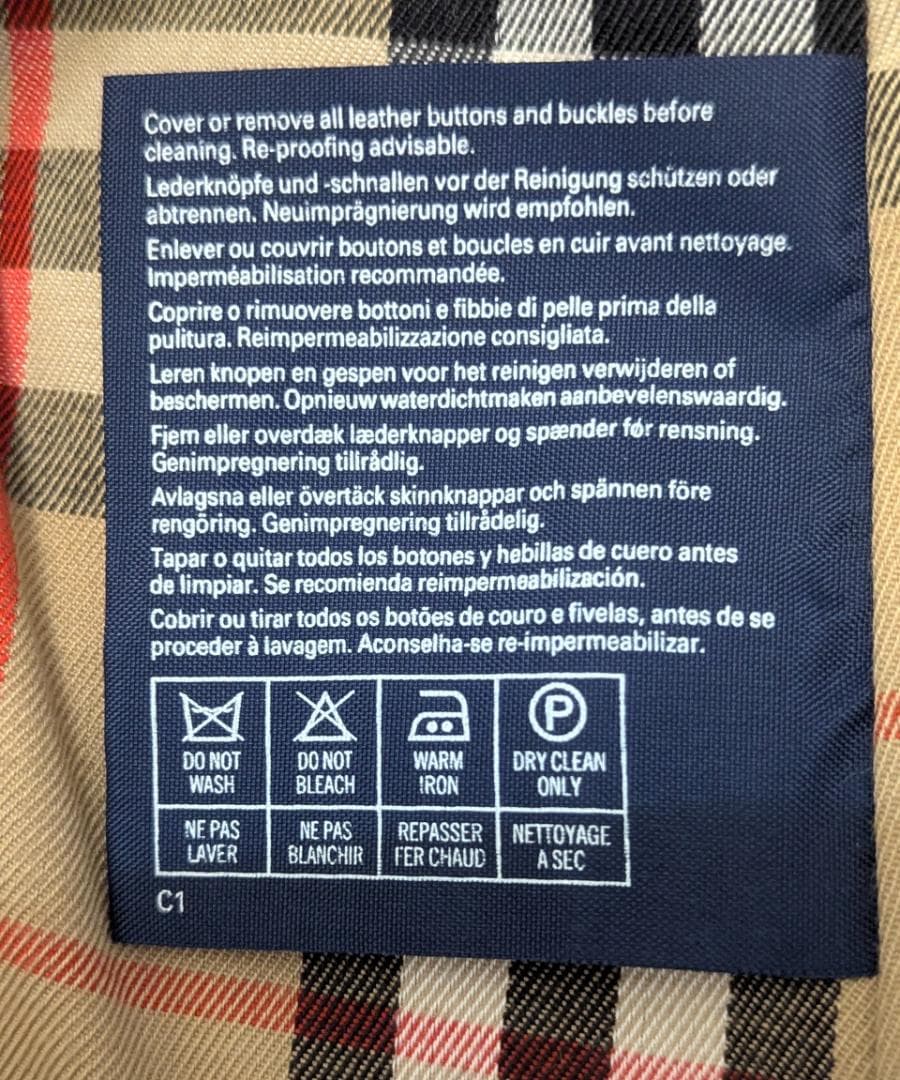 Cover or remove all leather buttons and buckles before
cleaning. Re-proofing advisable.
Lederknöpfe und -schnallen vor der Reinigung schützen oder
abtrennen. Neuimprägnierung wird empfohlen.
Enlever ou couvrir boutons et boucles en cuir avant nettoyage.
Imperméabilisation recommandée.
Coprire o rimuovere bottoni e fibbie di pelle prima della
pulitura. Reimpermeabilizzazione consigliata.
Leren knopen en gespen voor het reinigen verwijderen of
beschermen. Opnieuw waterdichtmaken aanbevelenswaardig.
Fjern eller overdæk læderknapper og spænder før rensning.
Genimpregnering tillrådlig.
Avlagsna eller övertäck skinnknappar och spännen före
rengöring. Genimpregnering tillrådelig.
Tapar o quitar todos los botones y hebillas de cuero antes
de limpiar. Se recomienda reimpermeabilización.
Cobrir ou tirar todos os botões de couro e fivelas, antes de se
proceder à lavagem. Aconselha-se re-impermeabilizar.
P
DO NOT DO NOT WARM DRY CLEAN
WASH BLEACH IRON ONLY
NE PAS NE PAS REPASSER NETTOYAGE
LAVER BLANCHIR FER CHAUD A SEC
C1